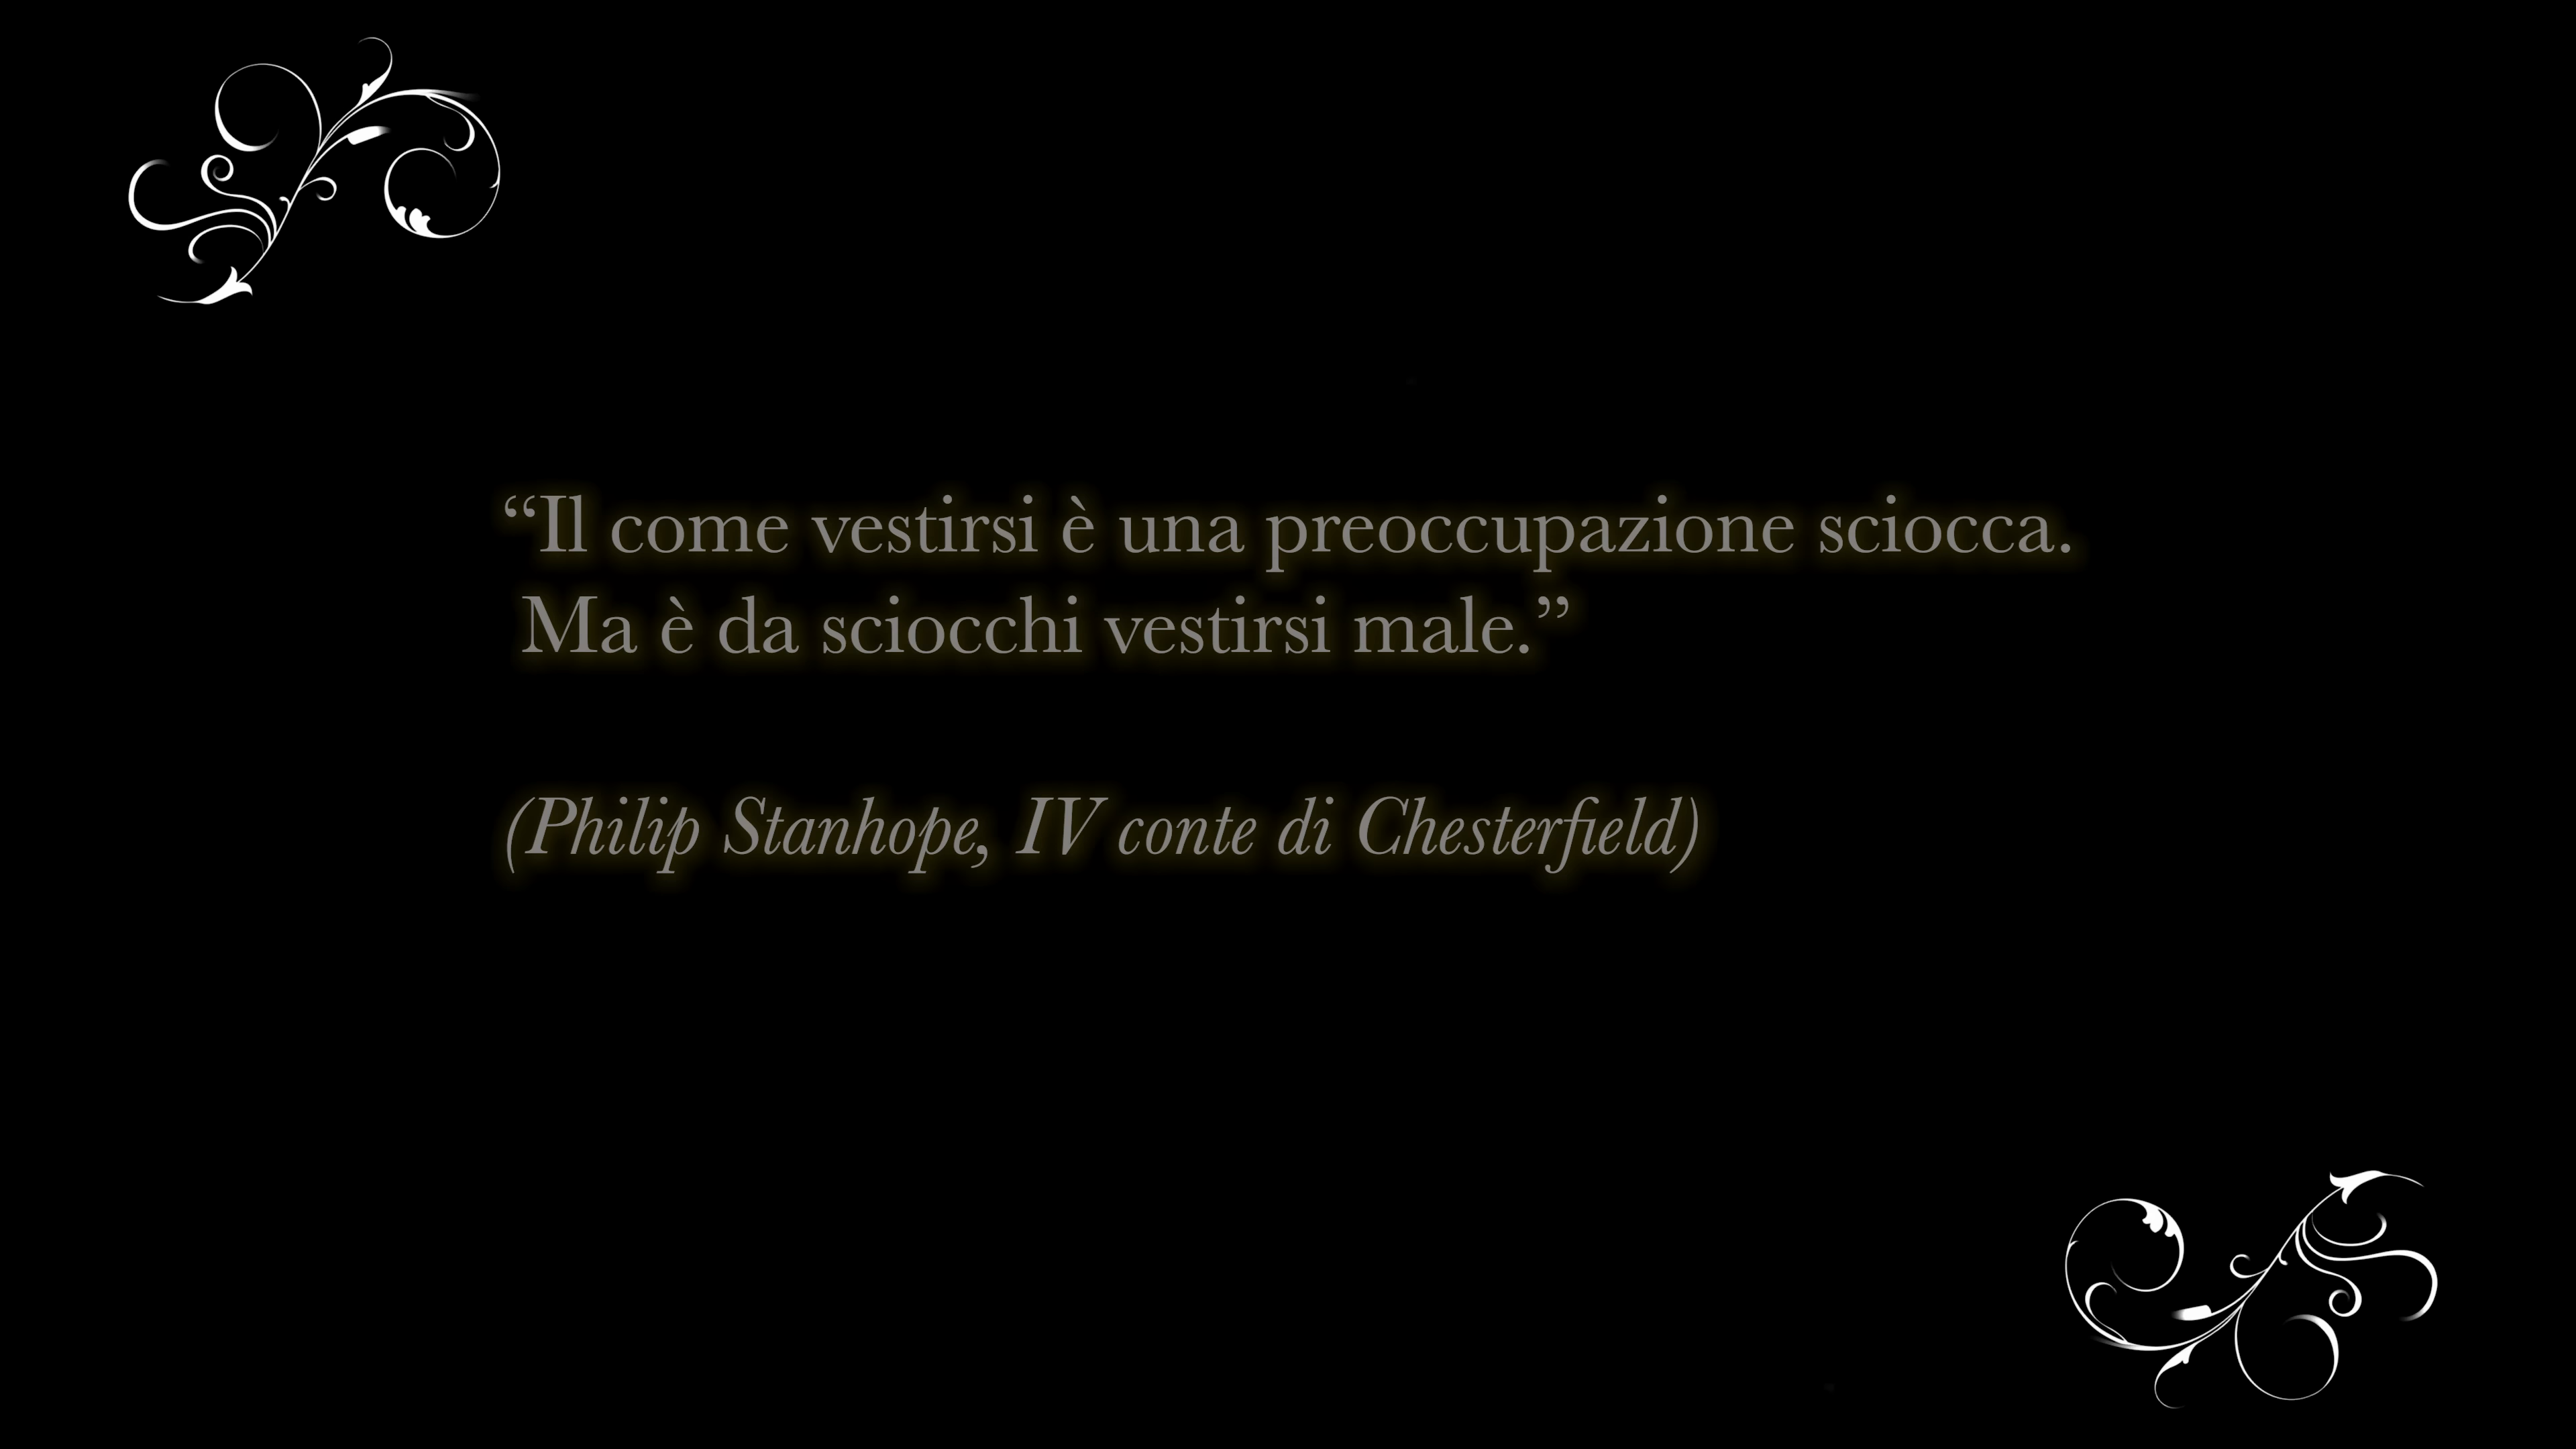 “Il come vestirsi è una preoccupazione sciocca.
Ma è da sciocchi vestirsi male.”
(Philip Stanhope, IV conte di Chesterfield)